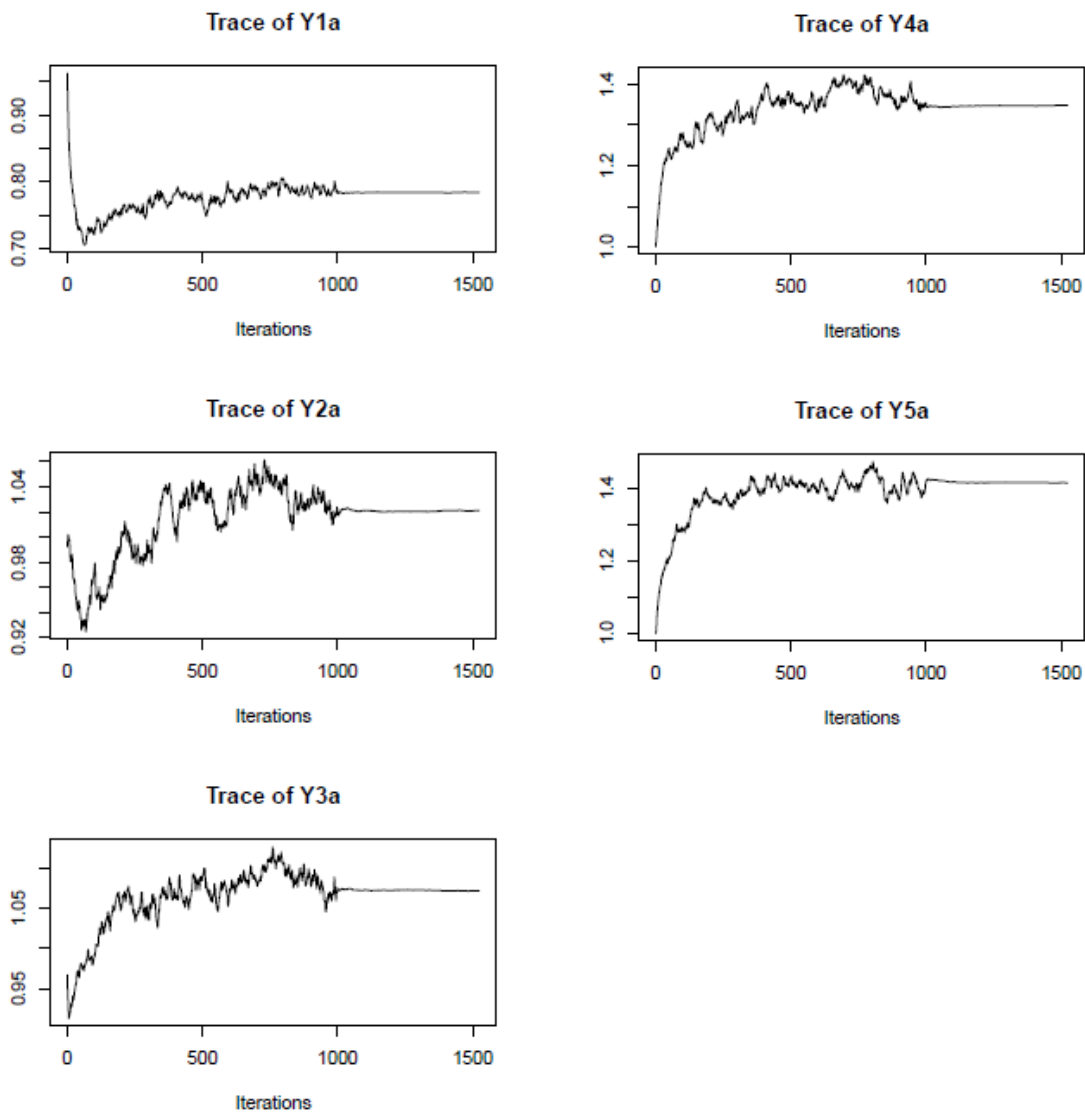 Trace of Y1a
0.90
0.80
0.70
0 500 1000 1500
Iterations
Trace of Y4a
1.4
1.2
1.0
0 500 1000 1500
Iterations
Trace of Y2a
1.04
0.98
0.92
0 500 1000 1500
Iterations
Trace of Y5a
1.4
1.2
1.0
0 500 1000 1500
Iterations
Trace of Y3a
1.05
0.95
0 500 1000 1500
Iterations